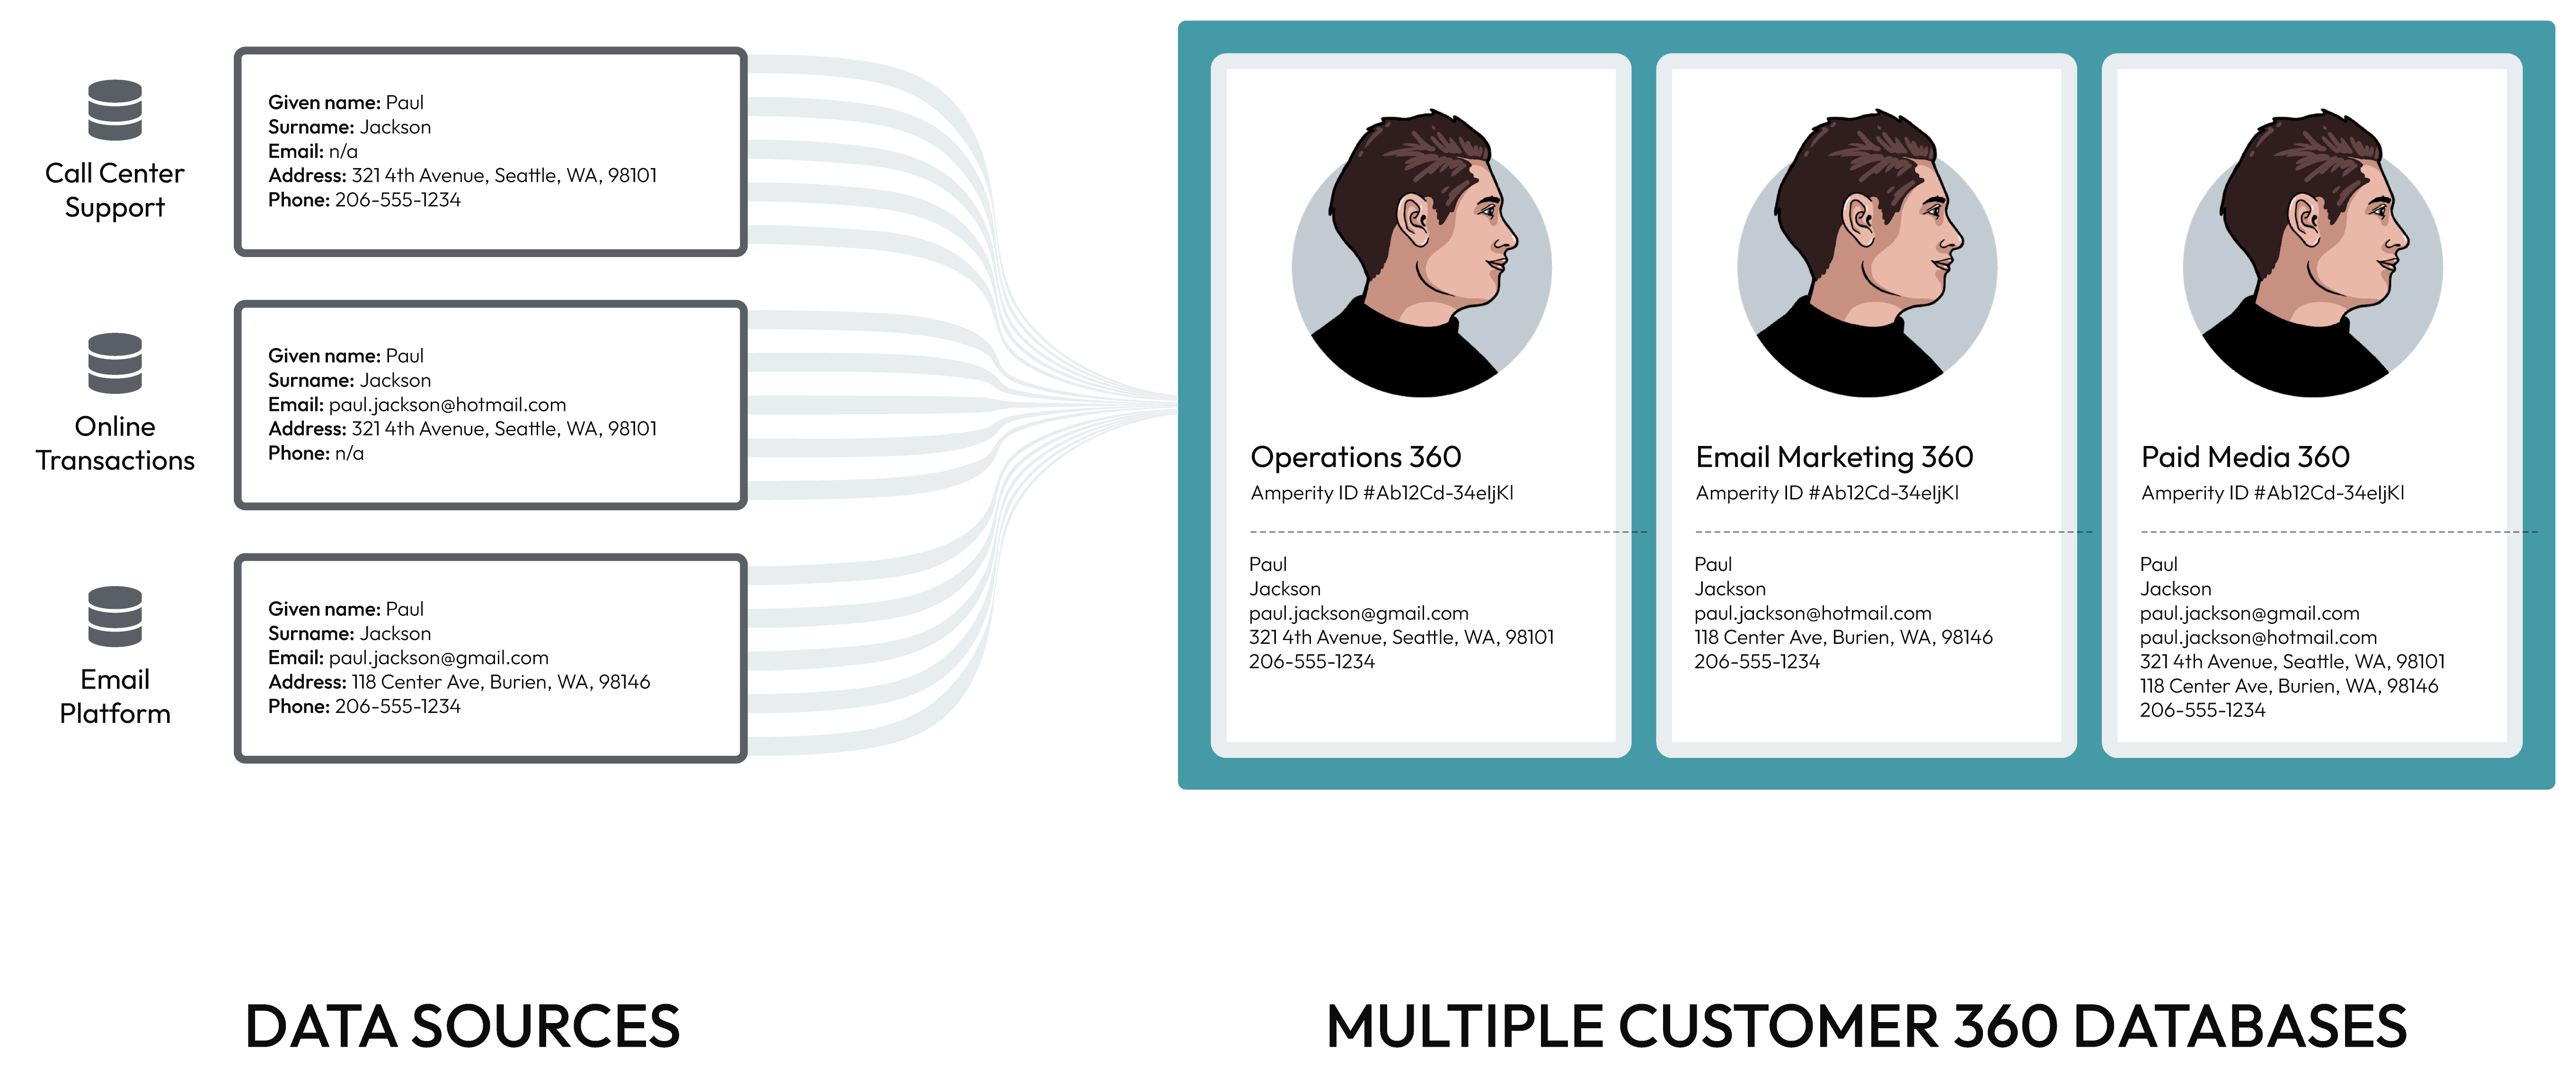 Call Center
Support
Given name: Paul
Surname: Jackson
Email: n/a
Address: 321 4th Avenue, Seattle, WA, 98101
Phone: 206-555-1234
Online
Transactions
Given name: Paul
Surname: Jackson
Email: paul.jackson@hotmail.com
Address: 321 4th Avenue, Seattle, WA, 98101
Phone: n/a
Email
Platform
Given name: Paul
Surname: Jackson
Email: paul.jackson@gmail.com
Address: 118 Center Ave, Burien, WA, 98146
Phone: 206-555-1234
DATA SOURCES
Operations 360
Amperity ID #Ab12Cd-34eIjKl
Paul
Jackson
paul.jackson@gmail.com
321 4th Avenue, Seattle, WA, 98101
206-555-1234
Email Marketing 360
Amperity ID #Ab12Cd-34eIjKl
Paul
Jackson
paul.jackson@hotmail.com
118 Center Ave, Burien, WA, 98146
206-555-1234
Paid Media 360
Amperity ID #Ab12Cd-34eIjKl
Paul
Jackson
paul.jackson@gmail.com
paul.jackson@hotmail.com
321 4th Avenue, Seattle, WA, 98101
118 Center Ave, Burien, WA, 98146
206-555-1234
MULTIPLE CUSTOMER 360 DATABASES